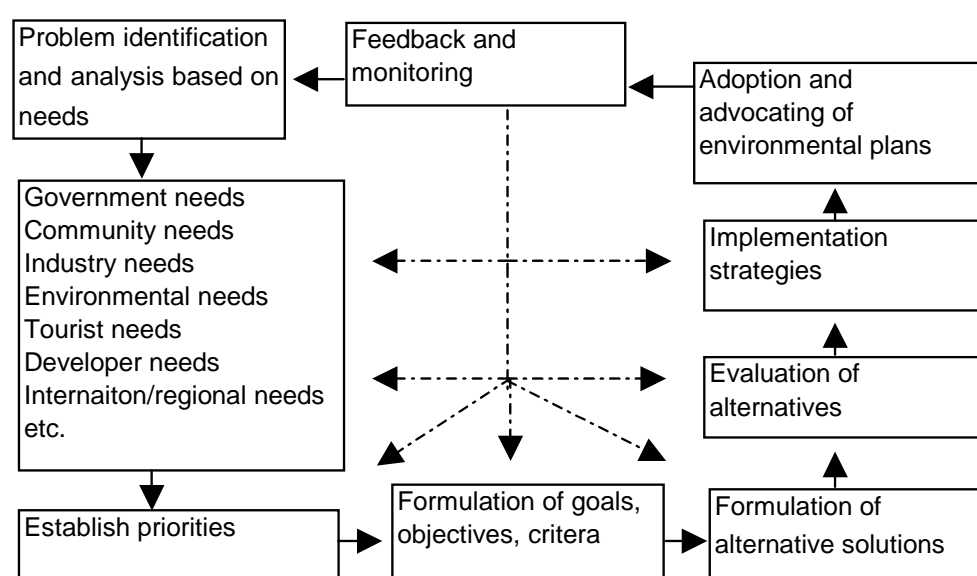 Problem identification
and analysis based on
needs
Feedback and
monitoring
Adoption and
advocating of
environmental plans
Government needs
Community needs
Industry needs
Environmental needs
Tourist needs
Developer needs
Internaiton/regional needs
etc.
Implementation
strategies
Evaluation of
alternatives
Establish priorities
Formulation of goals,
objectives, critera
Formulation of
alternative solutions